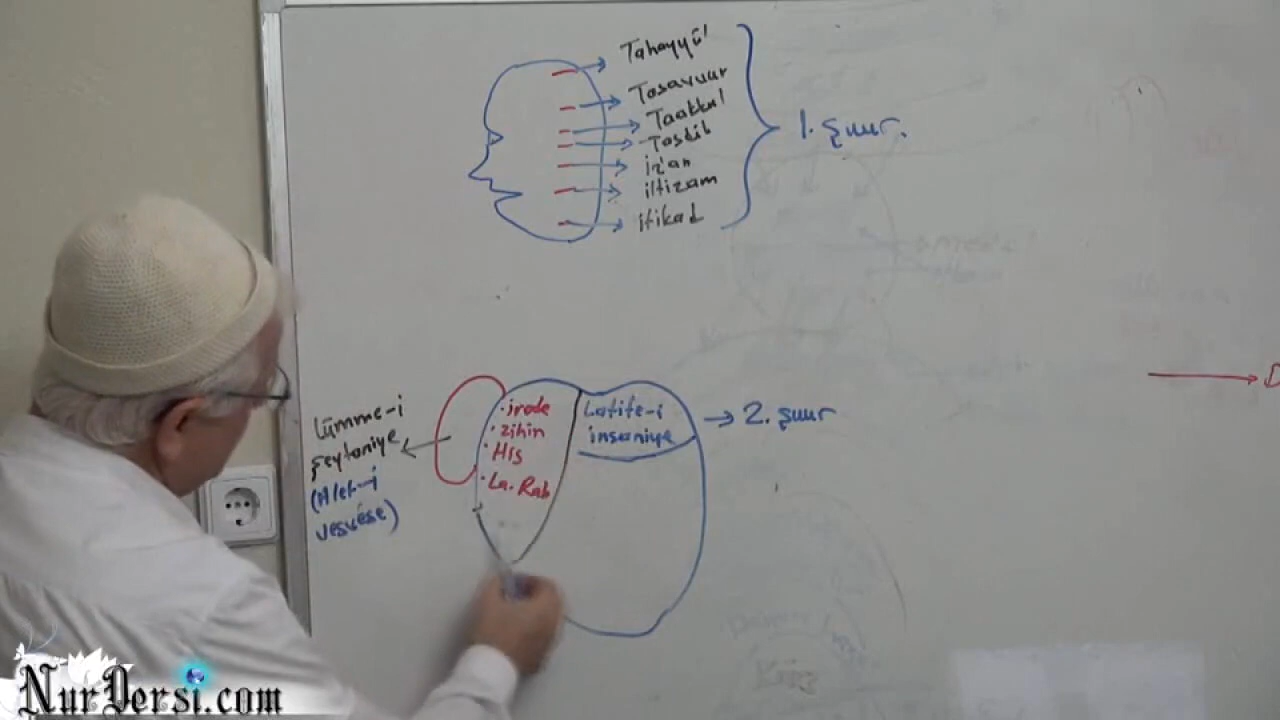 Tahayyül
Tasavuur
Taakkul
Tasdik
iz'an
iltizam
itikad
1. şuur.
Lümme-i
şeytaniye
(Alet-i
vesvese)
· irade
· zihin
· His
· La. Rab
Latife-i
insaniye
2. şuur
NurDersi.com